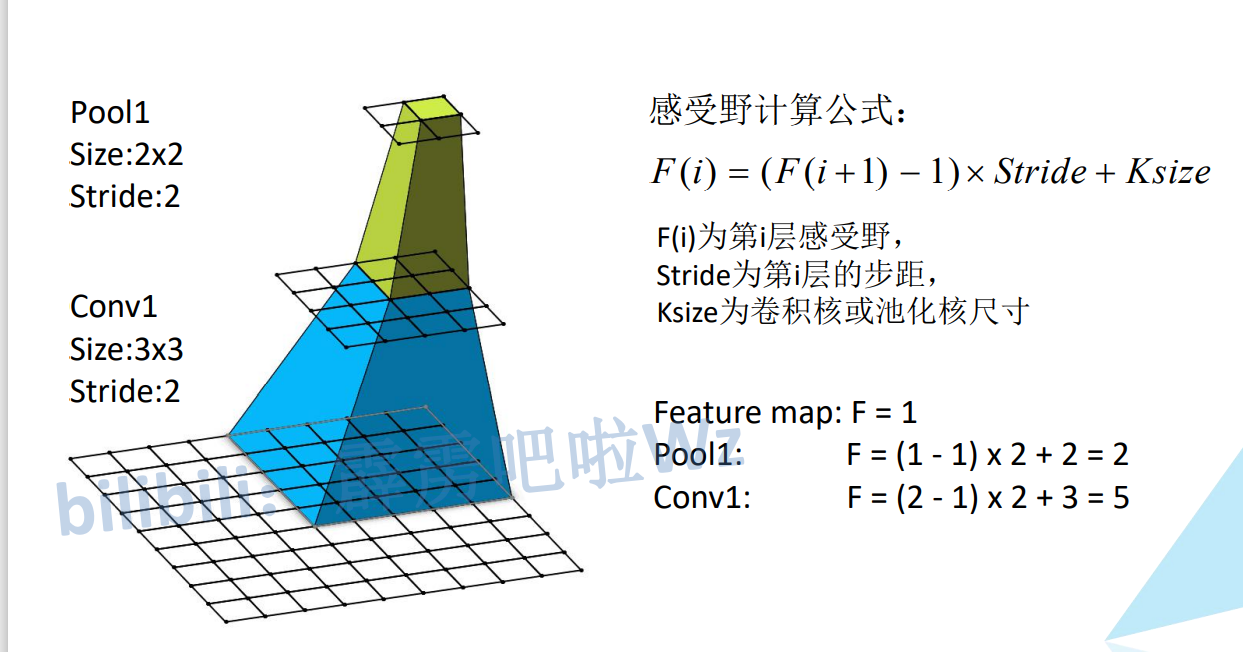 Pool1
Size:2x2
Stride:2
Conv1
Size:3x3
Stride:2
感受野计算公式：
F(i) = (F(i+1) − 1)× Stride + Ksize
F(i)为第i层感受野，
Stride为第i层的步距，
Ksize为卷积核或池化核尺寸
Feature map: F = 1
Pool1: F = (1 - 1) x 2 + 2 = 2
Conv1: F = (2 - 1) x 2 + 3 = 5
bilibili：霹雳吧啦Wz